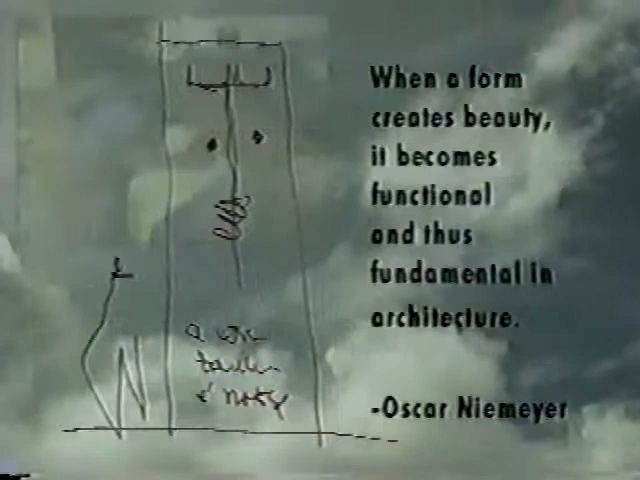 When a form
creates beauty,
it becomes
functional
and thus
fundamental in
architecture.
-Oscar Niemeyer